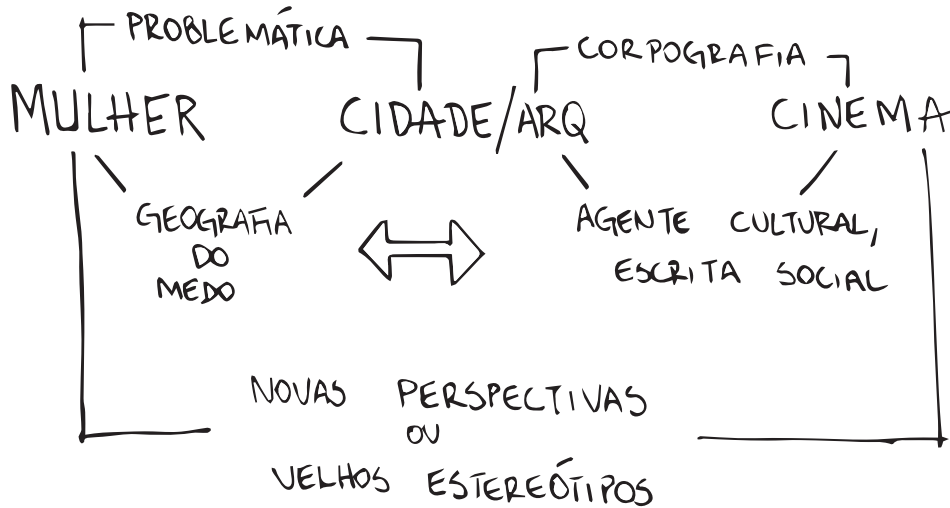 PROBLEMÁTICA
CORPOGRAFIA
MULHER
CIDADE/ARQ
CINEMA
GEOGRAFIA
DO
MEDO
AGENTE CULTURAL,
ESCRITA SOCIAL
NOVAS PERSPECTIVAS
OU
VELHOS ESTEREÓTIPOS